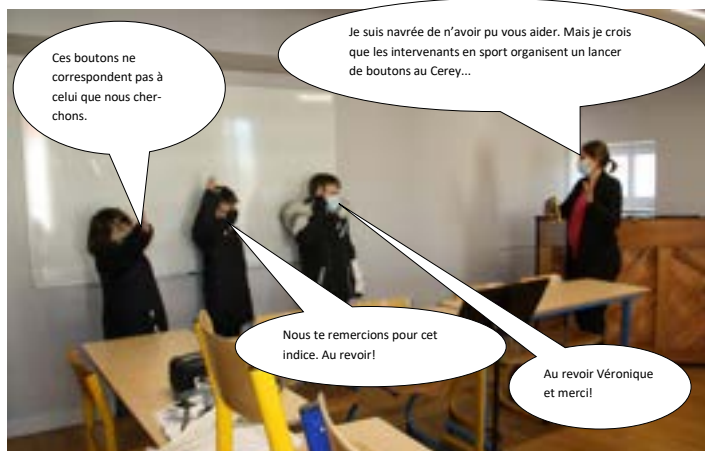 Ces boutons ne
correspondent pas à
celui que nous cher-
chons.
Je suis navrée de n’avoir pu vous aider. Mais je crois
que les intervenants en sport organisent un lancer
de boutons au Cerey...
Nous te remercions pour cet
indice. Au revoir!
Au revoir Véronique
et merci!